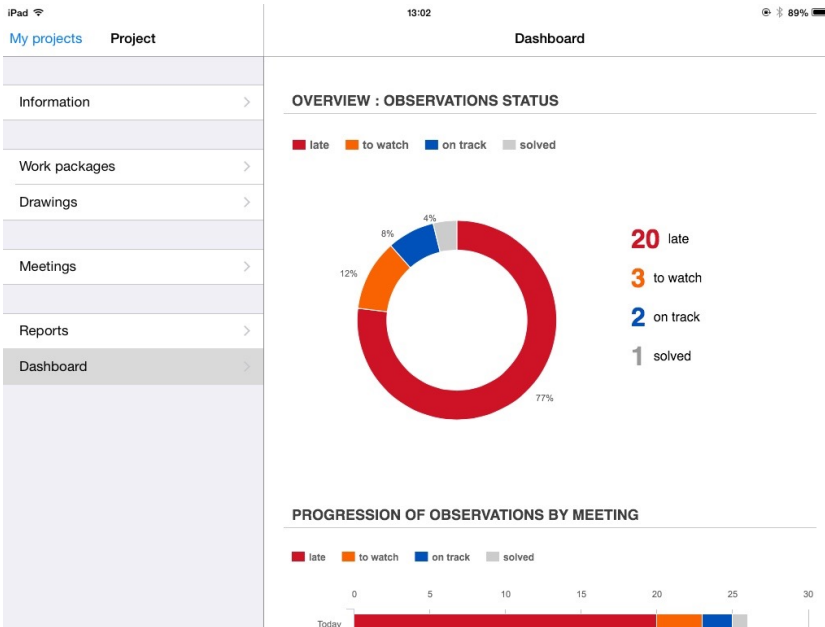 iPad 13:02 89%
My projects Project Dashboard
Information
Work packages
Drawings
Meetings
Reports
Dashboard
OVERVIEW : OBSERVATIONS STATUS
late to watch on track solved
4%
8%
12%
77%
20 late
3 to watch
2 on track
1 solved
PROGRESSION OF OBSERVATIONS BY MEETING
late to watch on track solved
0 5 10 15 20 25 30
Today